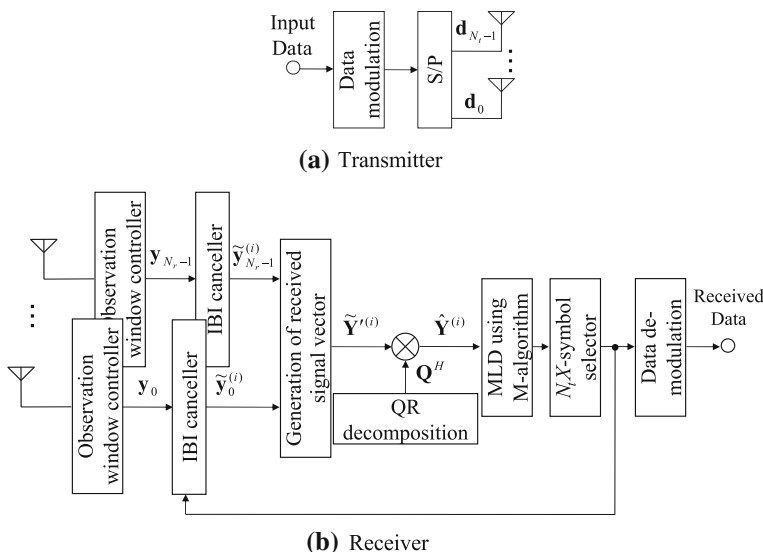 Input
Data
Data
modulation
S/P
d_{N_t−1}
...
d_0
(a) Transmitter
Observation
window controller
y_{N_r−1}
IBI canceller
ỹ_{N_r−1}^{(i)}
...
Observation
window controller
y_0
IBI canceller
ỹ_0^{(i)}
Generation of received
signal vector
Ỹ′^{(i)}
Ŷ^{(i)}
Q^H
QR
decomposition
MLD using
M-algorithm
N_tX-symbol
selector
Data de-
modulation
Received
Data
(b) Receiver